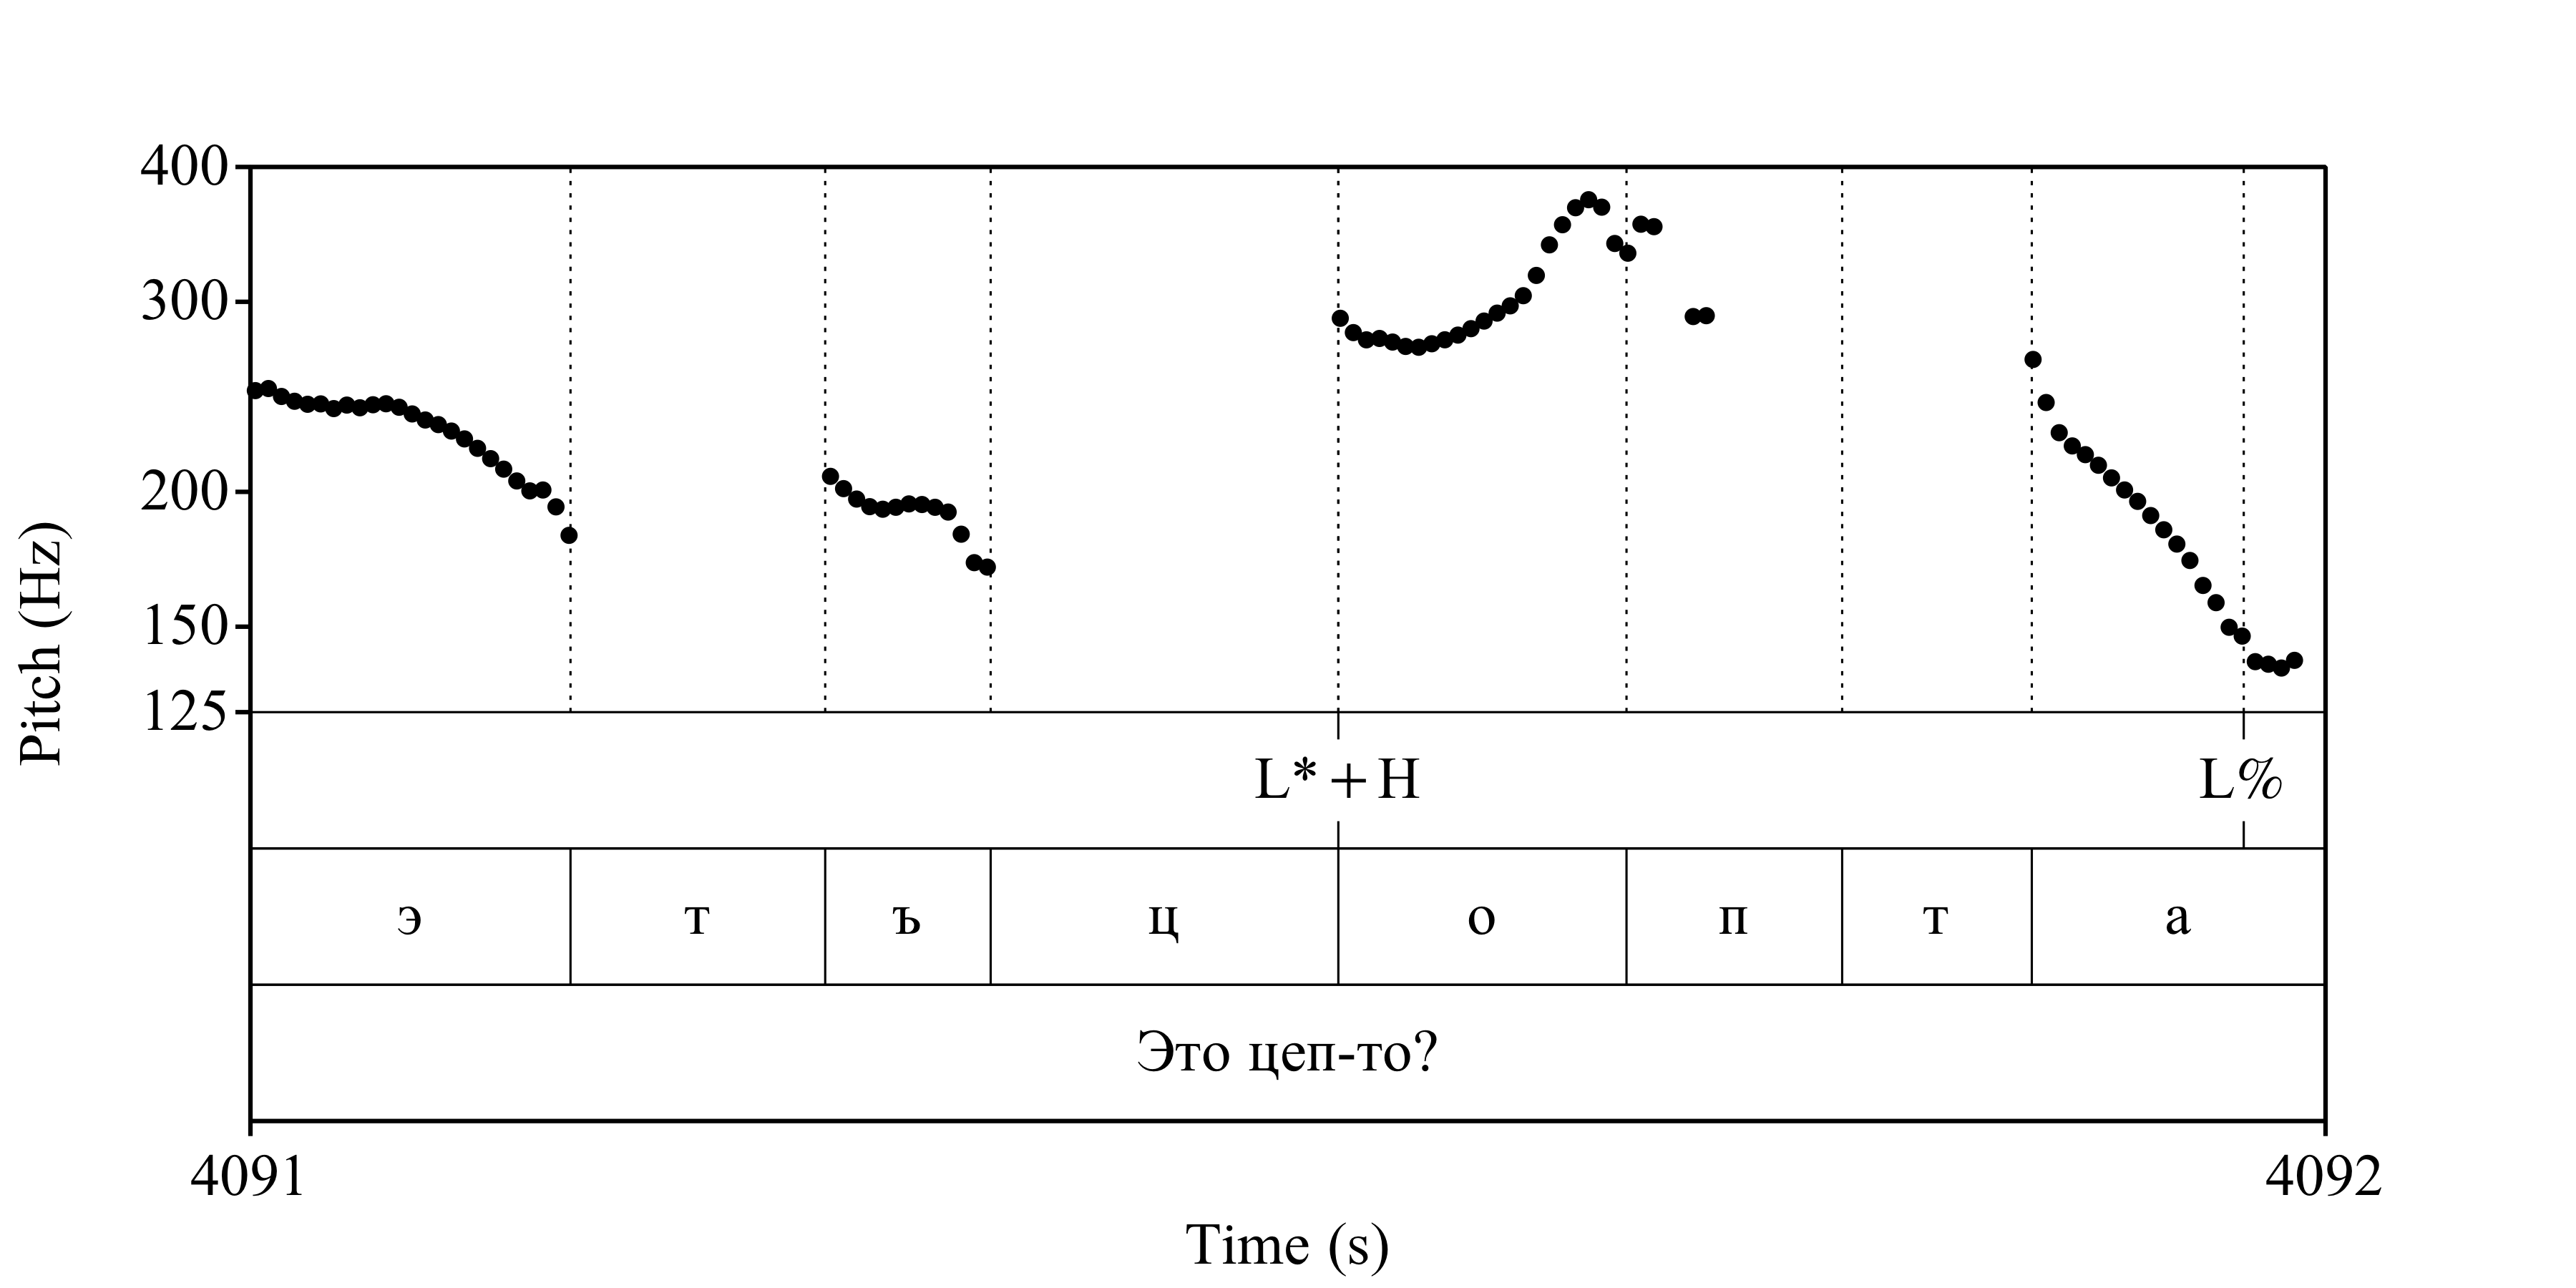 400
300
200
150
125
Pitch (Hz)
L*+H L%
э т ъ ц о п т а
Это цеп-то?
4091 4092
Time (s)